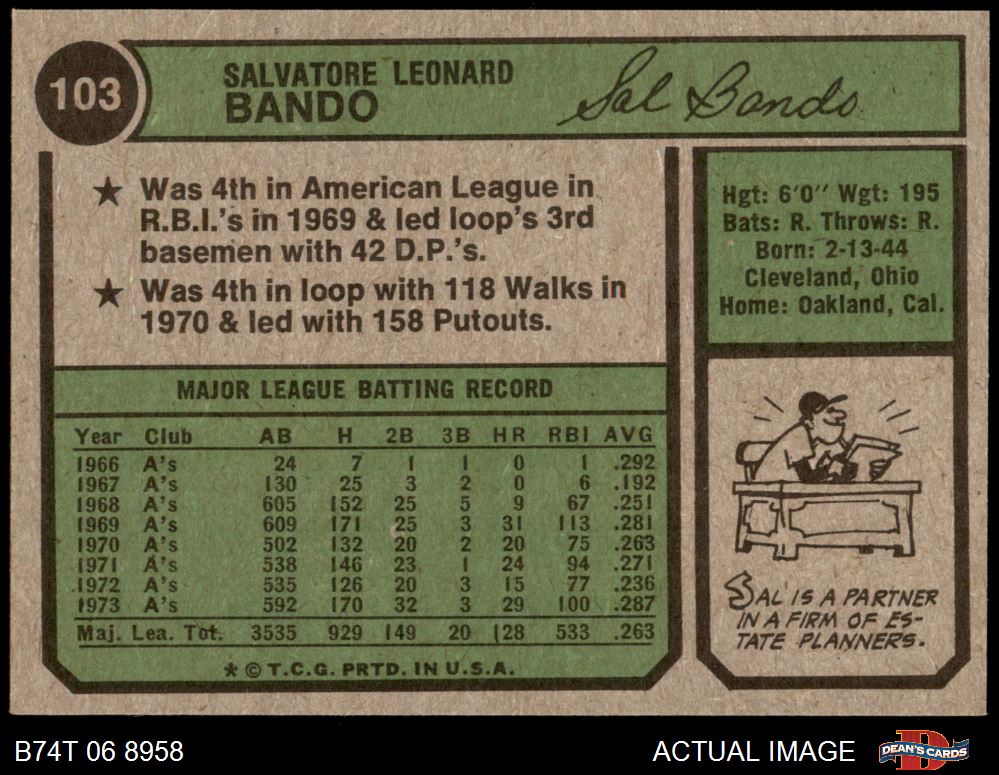 103
SALVATORE LEONARD
BANDO
Sal Bando
★ Was 4th in American League in
R.B.I.'s in 1969 & led loop's 3rd
basemen with 42 D.P.'s.
★ Was 4th in loop with 118 Walks in
1970 & led with 158 Putouts.
Hgt: 6'0" Wgt: 195
Bats: R. Throws: R.
Born: 2-13-44
Cleveland, Ohio
Home: Oakland, Cal.
MAJOR LEAGUE BATTING RECORD
Year Club AB H 2B 3B HR RBI AVG
1966 A's 24 7 1 1 0 1 .292
1967 A's 130 25 3 2 0 6 .192
1968 A's 605 152 25 5 9 67 .251
1969 A's 609 171 25 3 31 113 .281
1970 A's 502 132 20 2 20 75 .263
1971 A's 538 146 23 1 24 94 .271
1972 A's 535 126 20 3 15 77 .236
1973 A's 592 170 32 3 29 100 .287
Maj. Lea. Tot. 3535 929 149 20 128 533 .263
* © T.C.G. PRTD. IN U.S.A.
SAL IS A PARTNER
IN A FIRM OF ES-
TATE PLANNERS.
B74T 06 8958
ACTUAL IMAGE
DEAN'S CARDS